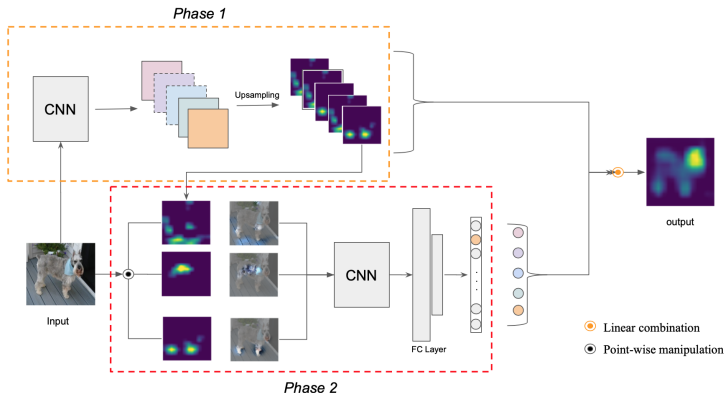 Phase 1
CNN
Upsampling
output
Input
CNN
FC Layer
Linear combination
Point-wise manipulation
Phase 2